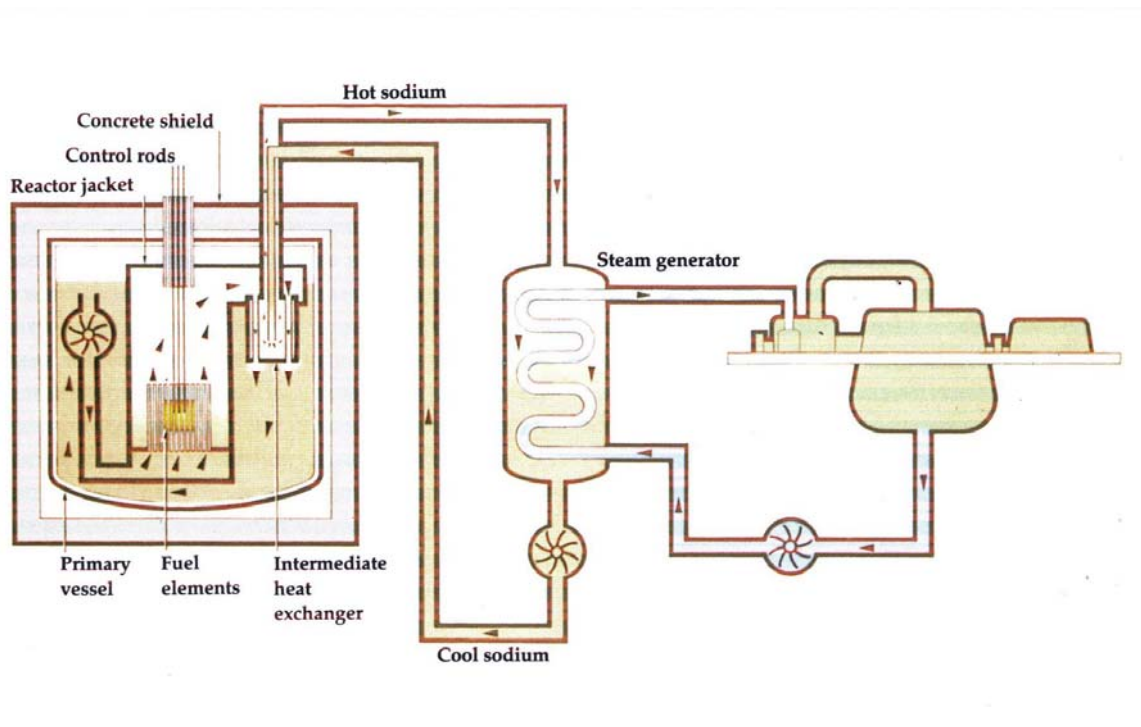 Hot sodium
Concrete shield
Control rods
Reactor jacket
Steam generator
Primary
vessel
Fuel
elements
Intermediate
heat
exchanger
Cool sodium